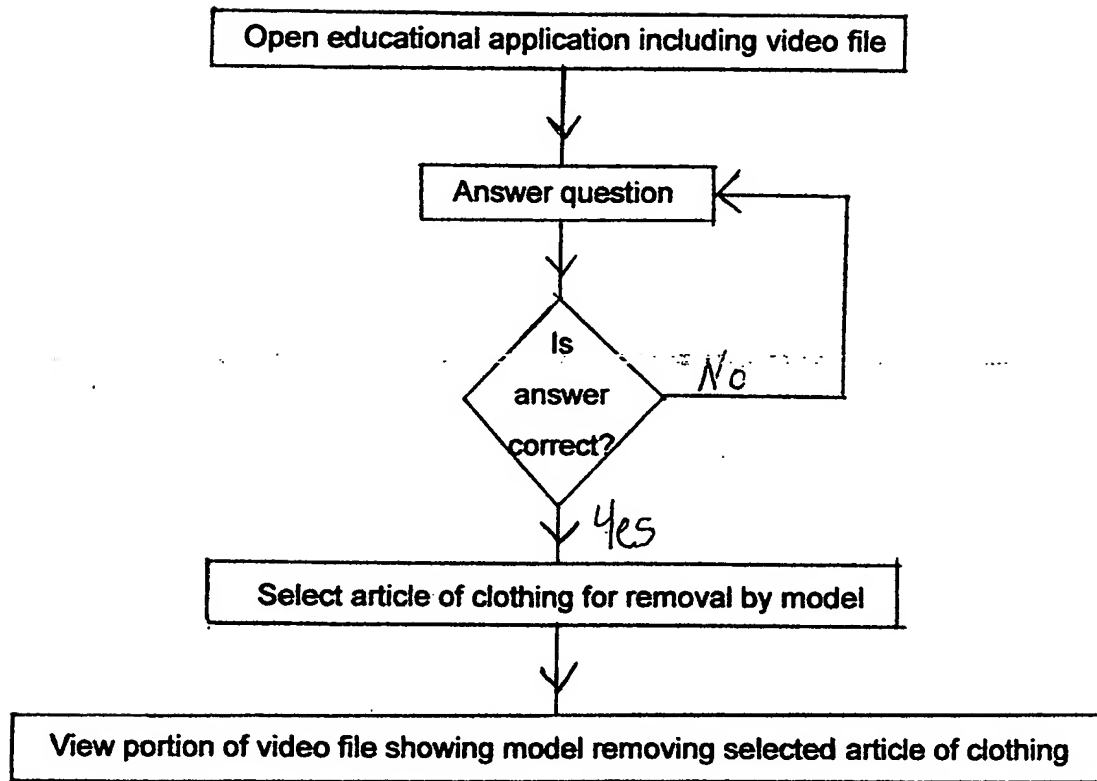 Open educational application including video file
Answer question
Is
answer
correct?
No
Yes
Select article of clothing for removal by model
View portion of video file showing model removing selected article of clothing